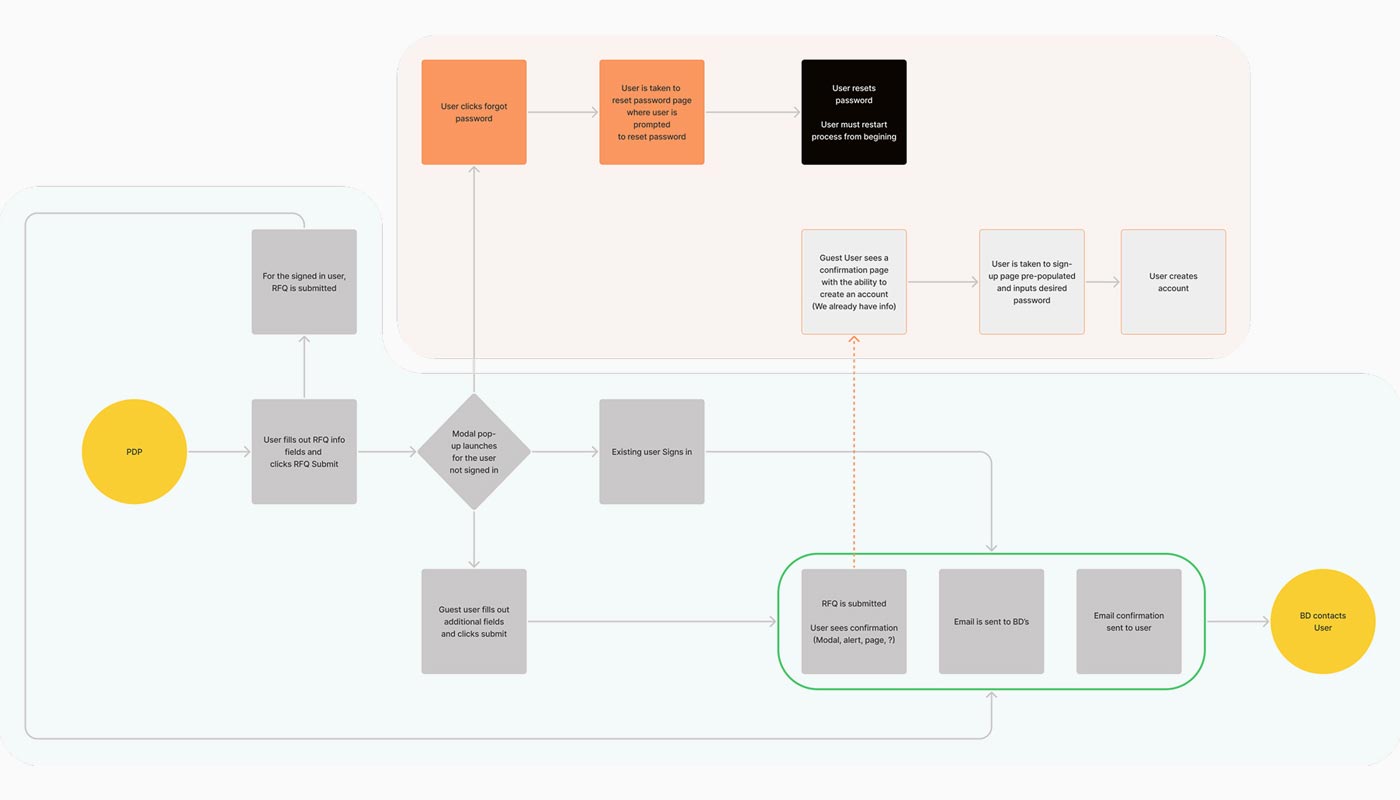 User clicks forgot
password
User is taken to
reset password page
where user is
prompted
to reset password
User resets
password
User must restart
process from begining
For the signed in user,
RFQ is submitted
Guest User sees a
confirmation page
with the ability to
create an account
(We already have info)
User is taken to sign-
up page pre-populated
and inputs desired
password
User creates
account
PDP
User fills out RFQ info
fields and
clicks RFQ Submit
Modal pop-
up launches
for the user
not signed in
Existing user Signs in
Guest user fills out
additional fields
and clicks submit
RFQ is submitted
User sees confirmation
(Modal, alert, page, ?)
Email is sent to BD's
Email confirmation
sent to user
BD contacts
User